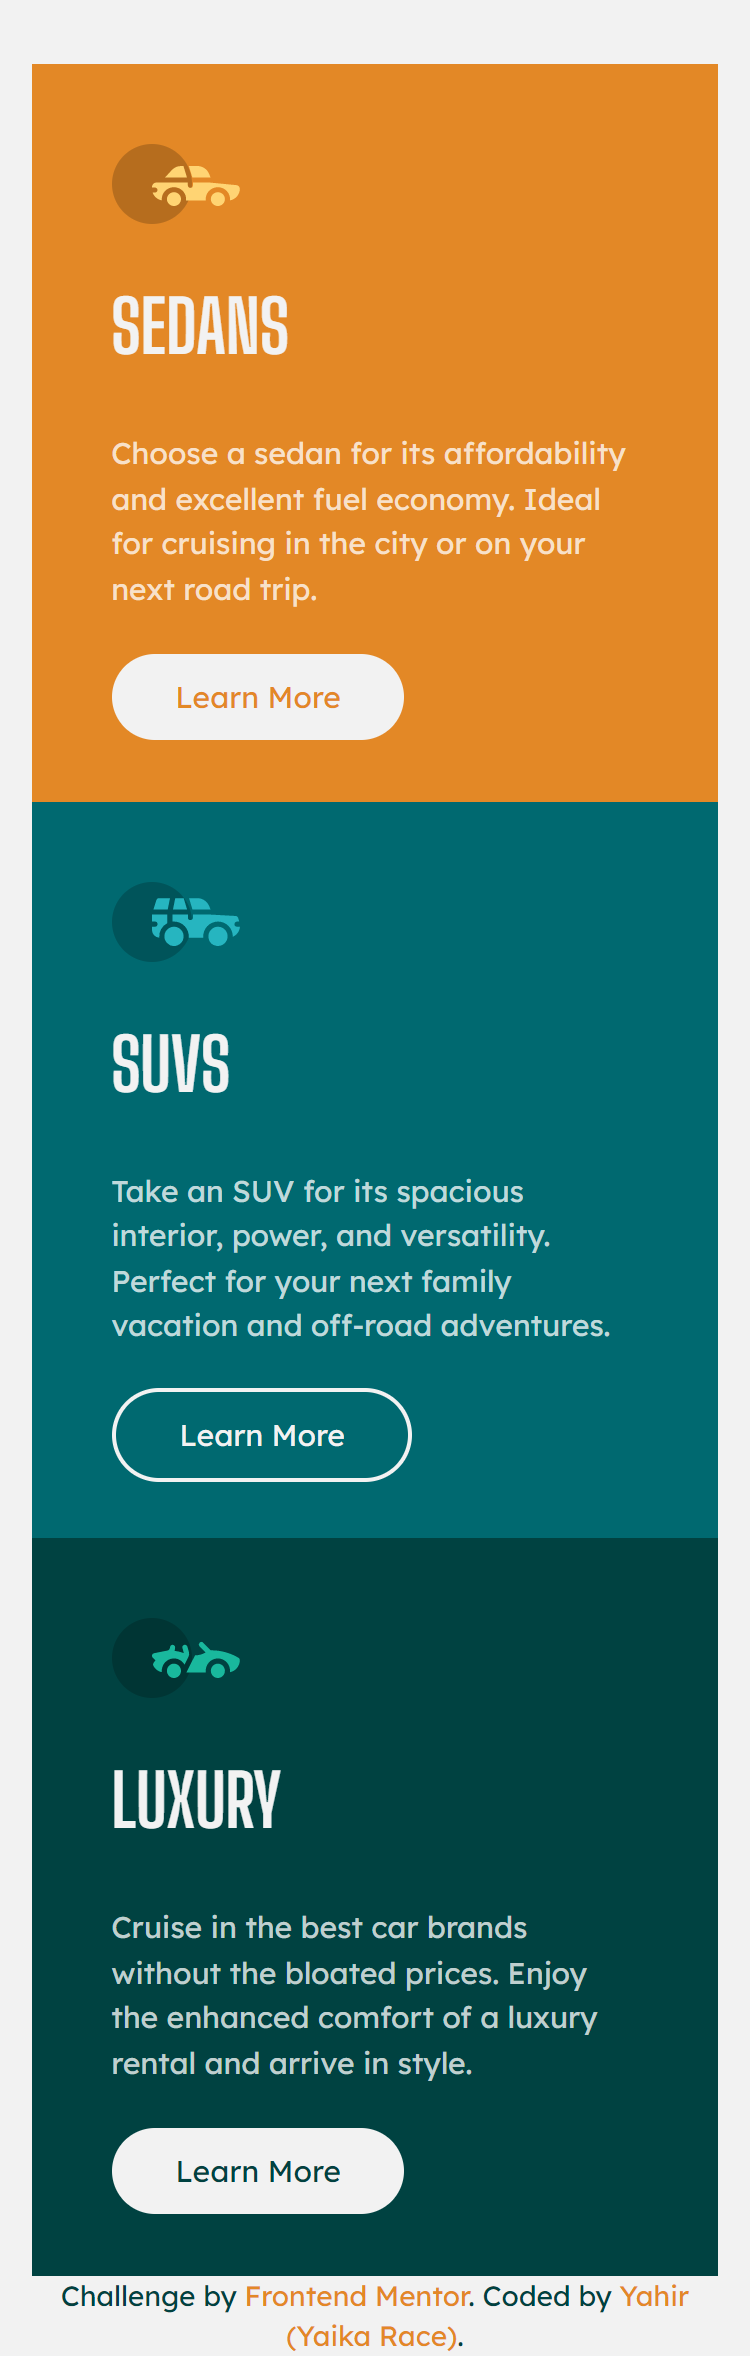 SEDANS
Choose a sedan for its affordability
and excellent fuel economy. Ideal
for cruising in the city or on your
next road trip.
Learn More
SUVS
Take an SUV for its spacious
interior, power, and versatility.
Perfect for your next family
vacation and off-road adventures.
Learn More
LUXURY
Cruise in the best car brands
without the bloated prices. Enjoy
the enhanced comfort of a luxury
rental and arrive in style.
Learn More
Challenge by Frontend Mentor. Coded by Yahir
(Yaika Race).